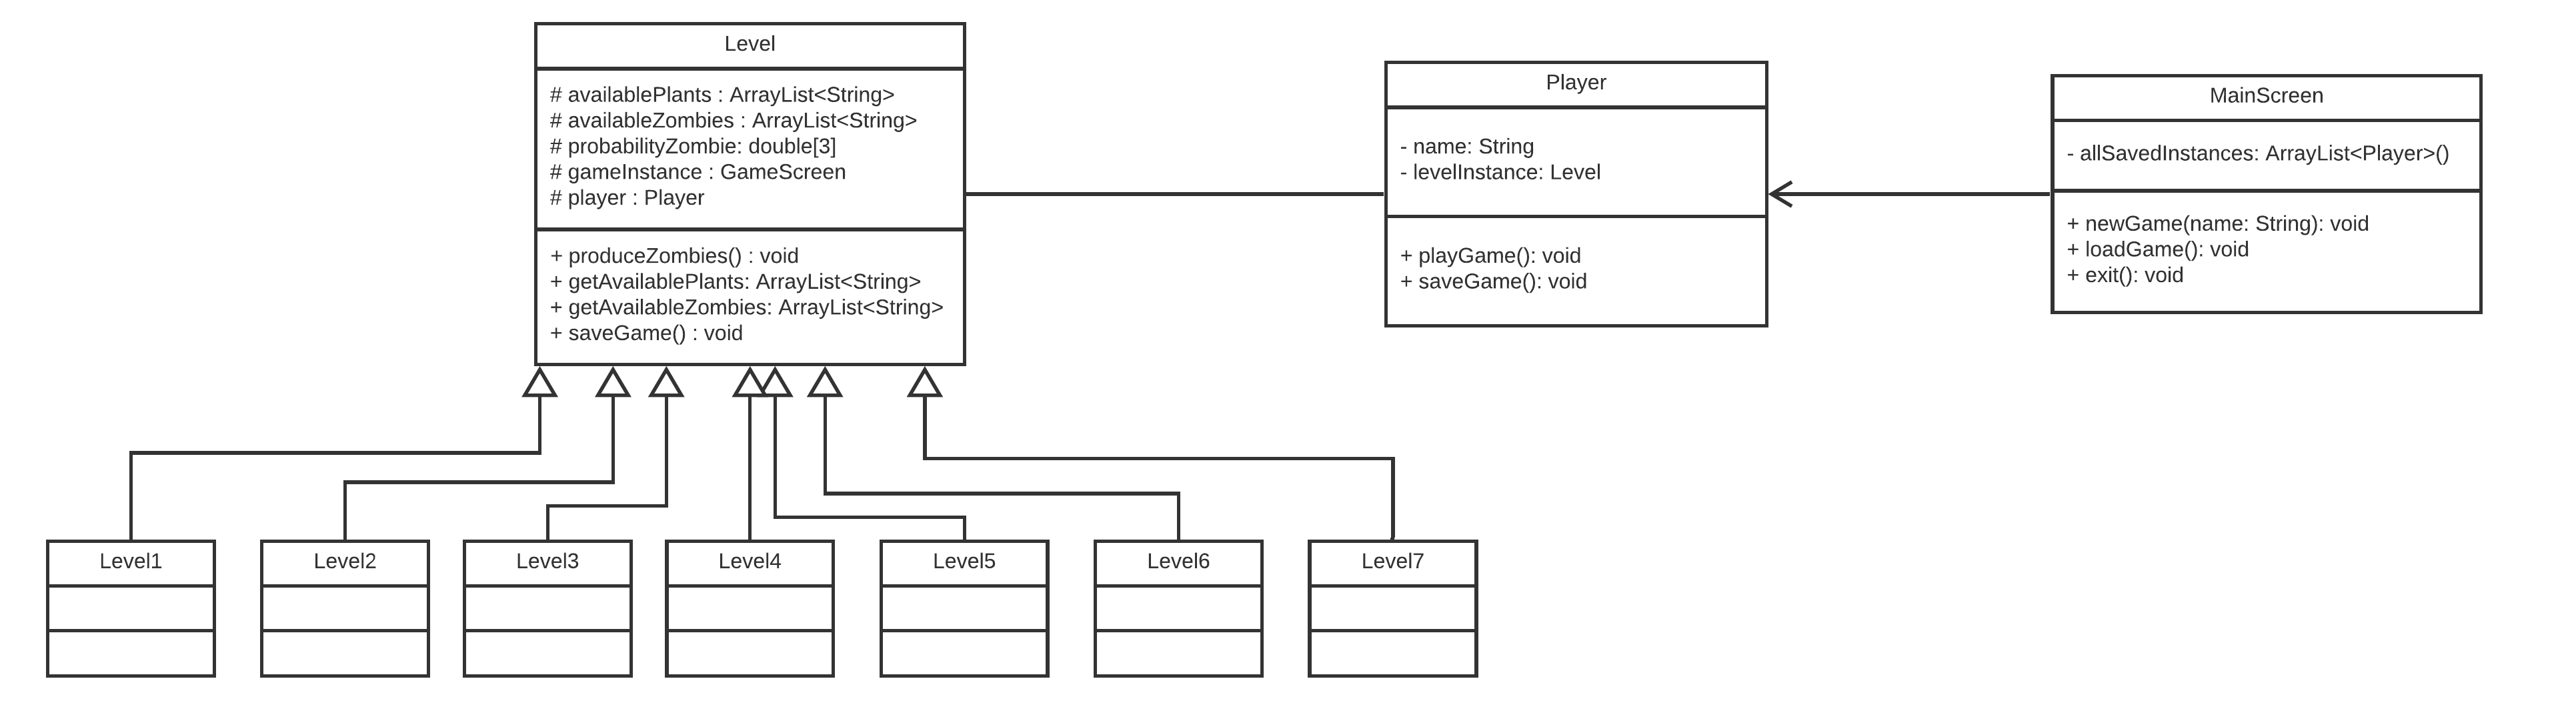 Level
# availablePlants : ArrayList<String>
# availableZombies : ArrayList<String>
# probabilityZombie: double[3]
# gameInstance : GameScreen
# player : Player
+ produceZombies() : void
+ getAvailablePlants: ArrayList<String>
+ getAvailableZombies: ArrayList<String>
+ saveGame() : void
Player
- name: String
- levelInstance: Level
+ playGame(): void
+ saveGame(): void
MainScreen
- allSavedInstances: ArrayList<Player>()
+ newGame(name: String): void
+ loadGame(): void
+ exit(): void
Level1
Level2
Level3
Level4
Level5
Level6
Level7